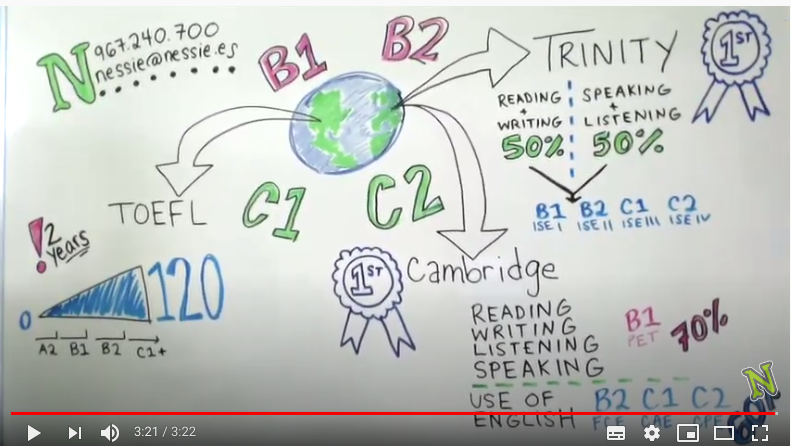 N 967.240.700
nessie@nessie.es
B1
B2
TRINITY
1ST
READING
+
WRITING
50%
SPEAKING
+
LISTENING
50%
B1 B2 C1 C2
ISE I ISE II ISE III ISE IV
TOEFL
C1
C2
! 2
years
0
120
A2 B1 B2 C1+
1ST
Cambridge
READING
WRITING
LISTENING
SPEAKING
B1
PET
70%
USE OF
ENGLISH
B2 C1 C2
FCE CAE CPE
N
3:21 / 3:22